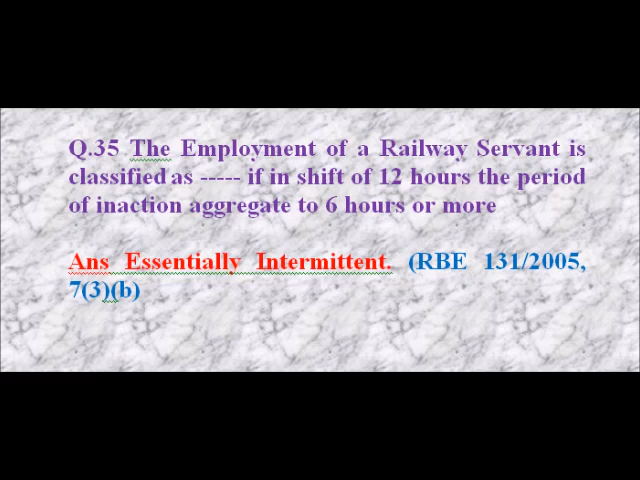 Q.35 The Employment of a Railway Servant is
classified as ----- if in shift of 12 hours the period
of inaction aggregate to 6 hours or more
Ans Essentially Intermittent. (RBE 131/2005,
7(3)(b)